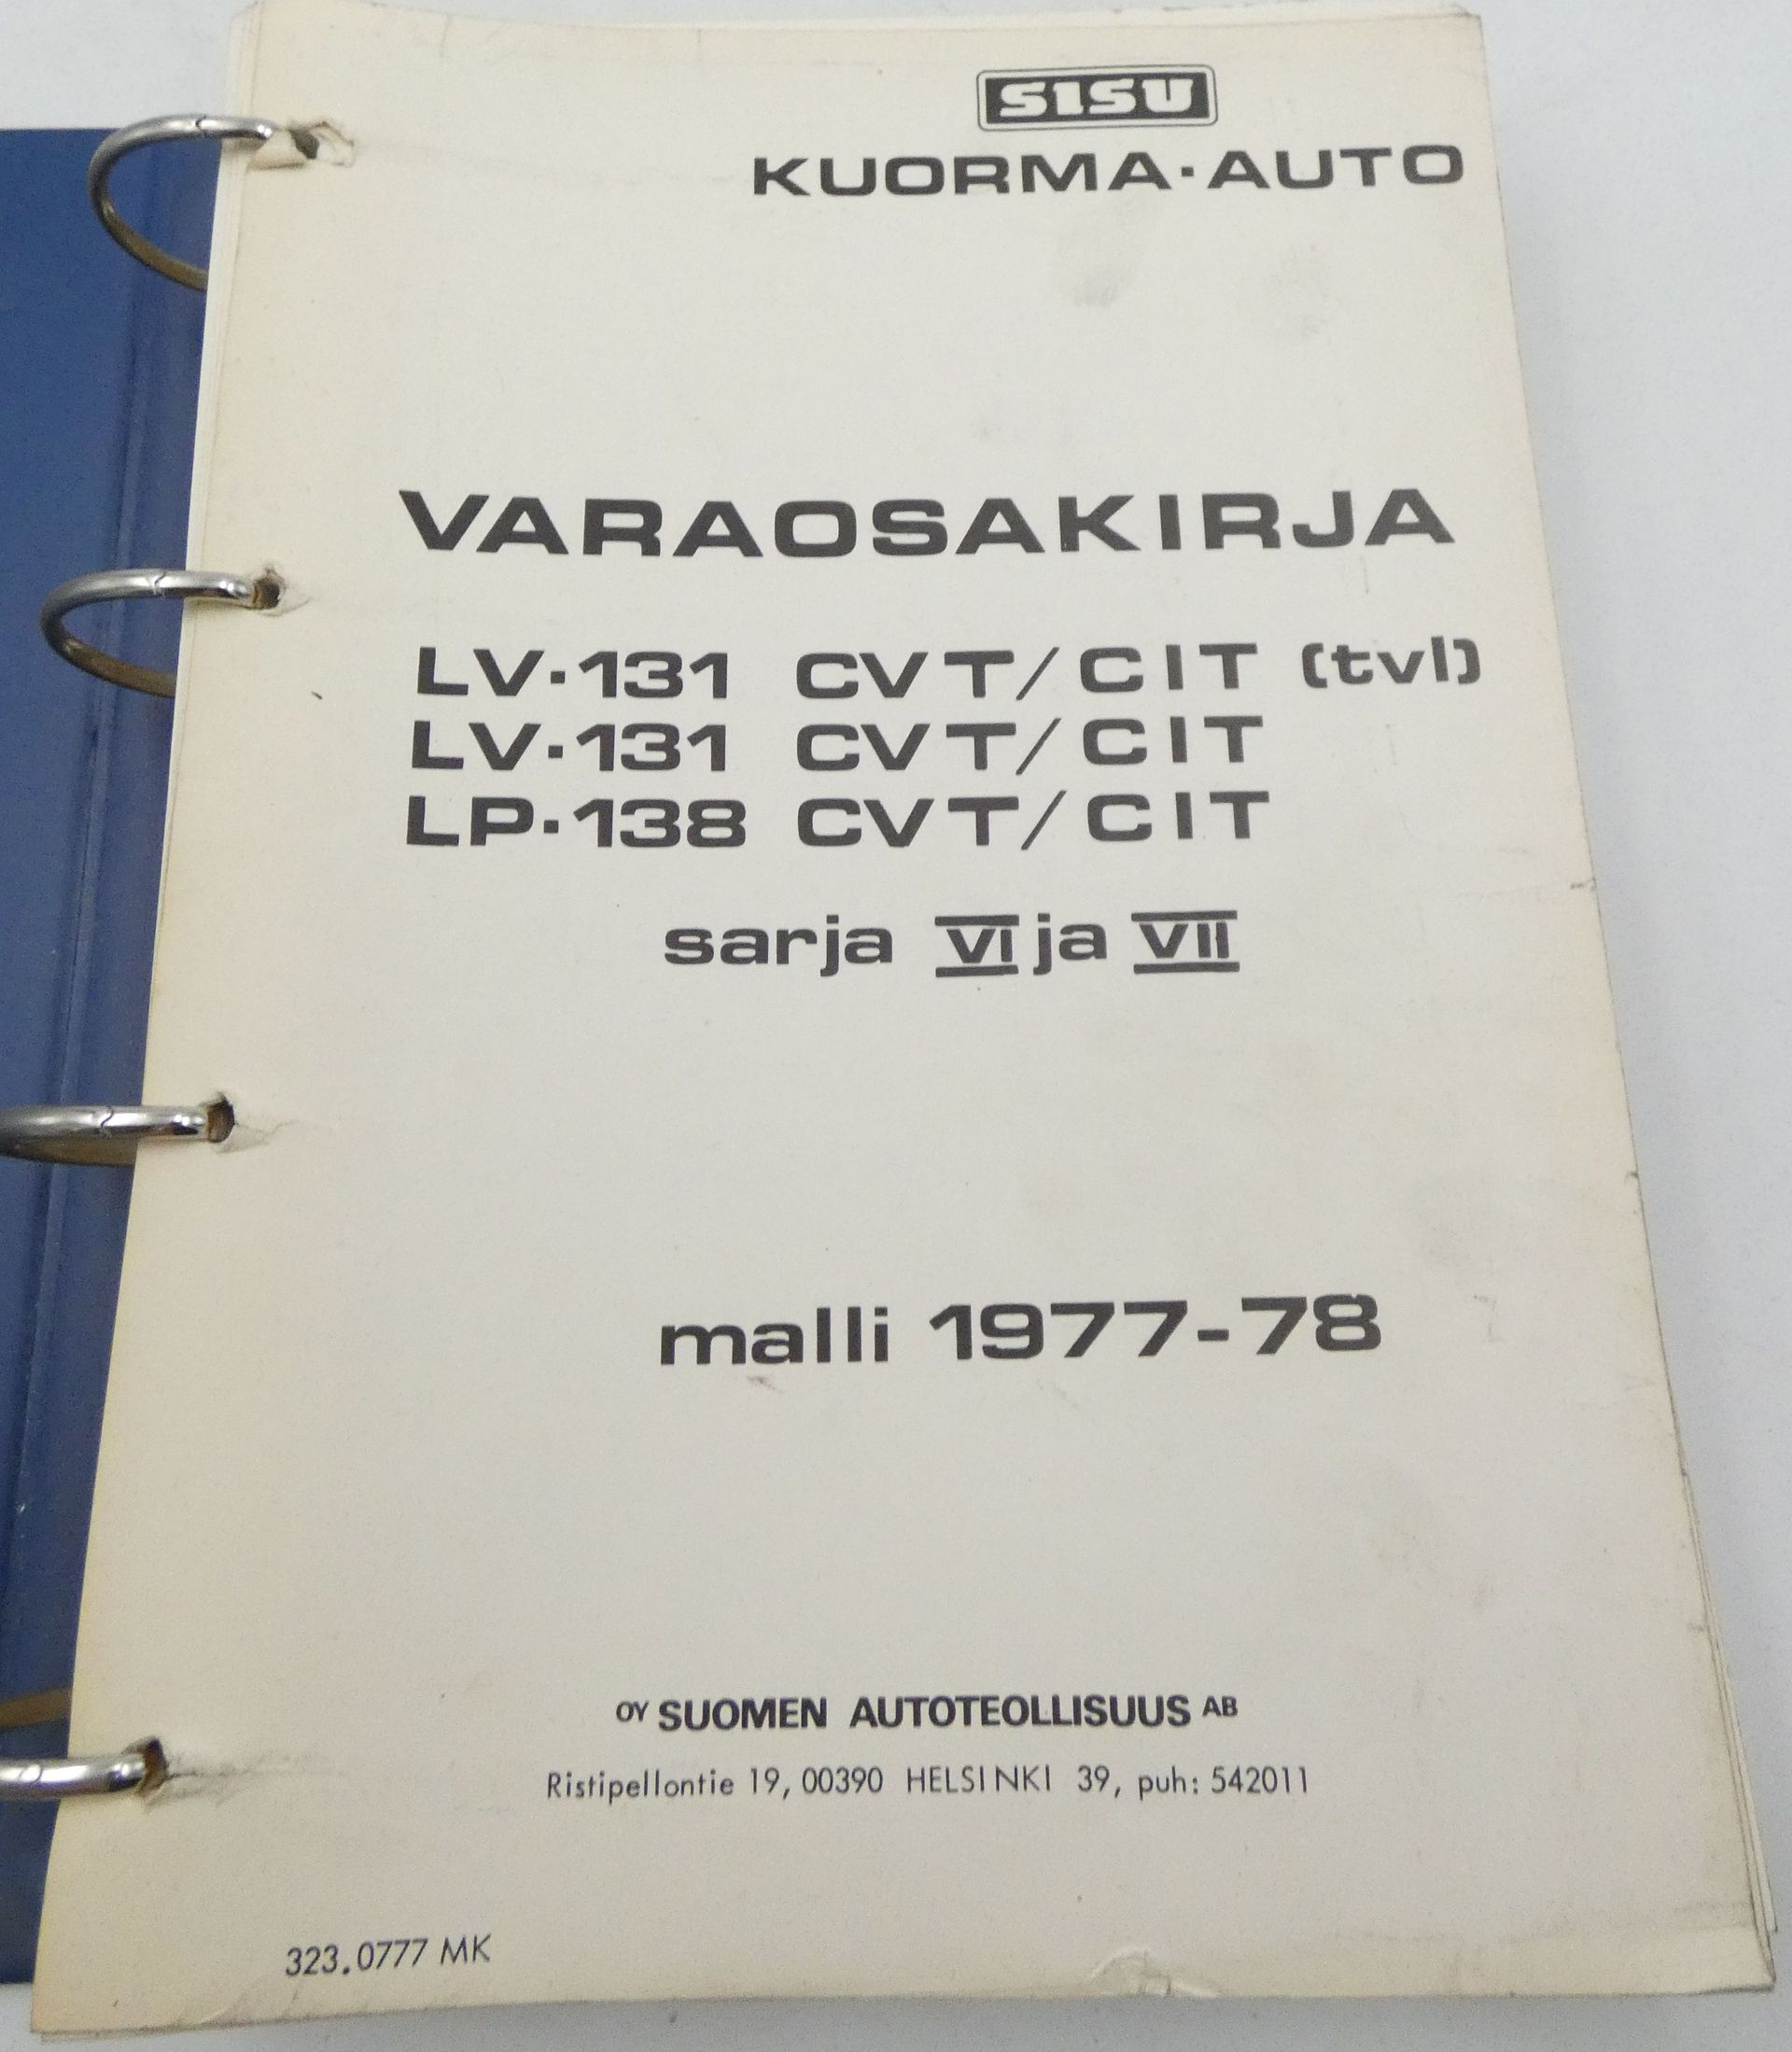 SISU
KUORMA-AUTO
VARAOSAKIRJA
LV-131 CVT/CIT (tvl)
LV-131 CVT/CIT
LP-138 CVT/CIT
sarja VI ja VII
malli 1977-78
OY SUOMEN AUTOTEOLLISUUS AB
Ristipellontie 19, 00390 HELSINKI 39, puh: 542011
323.0777 MK